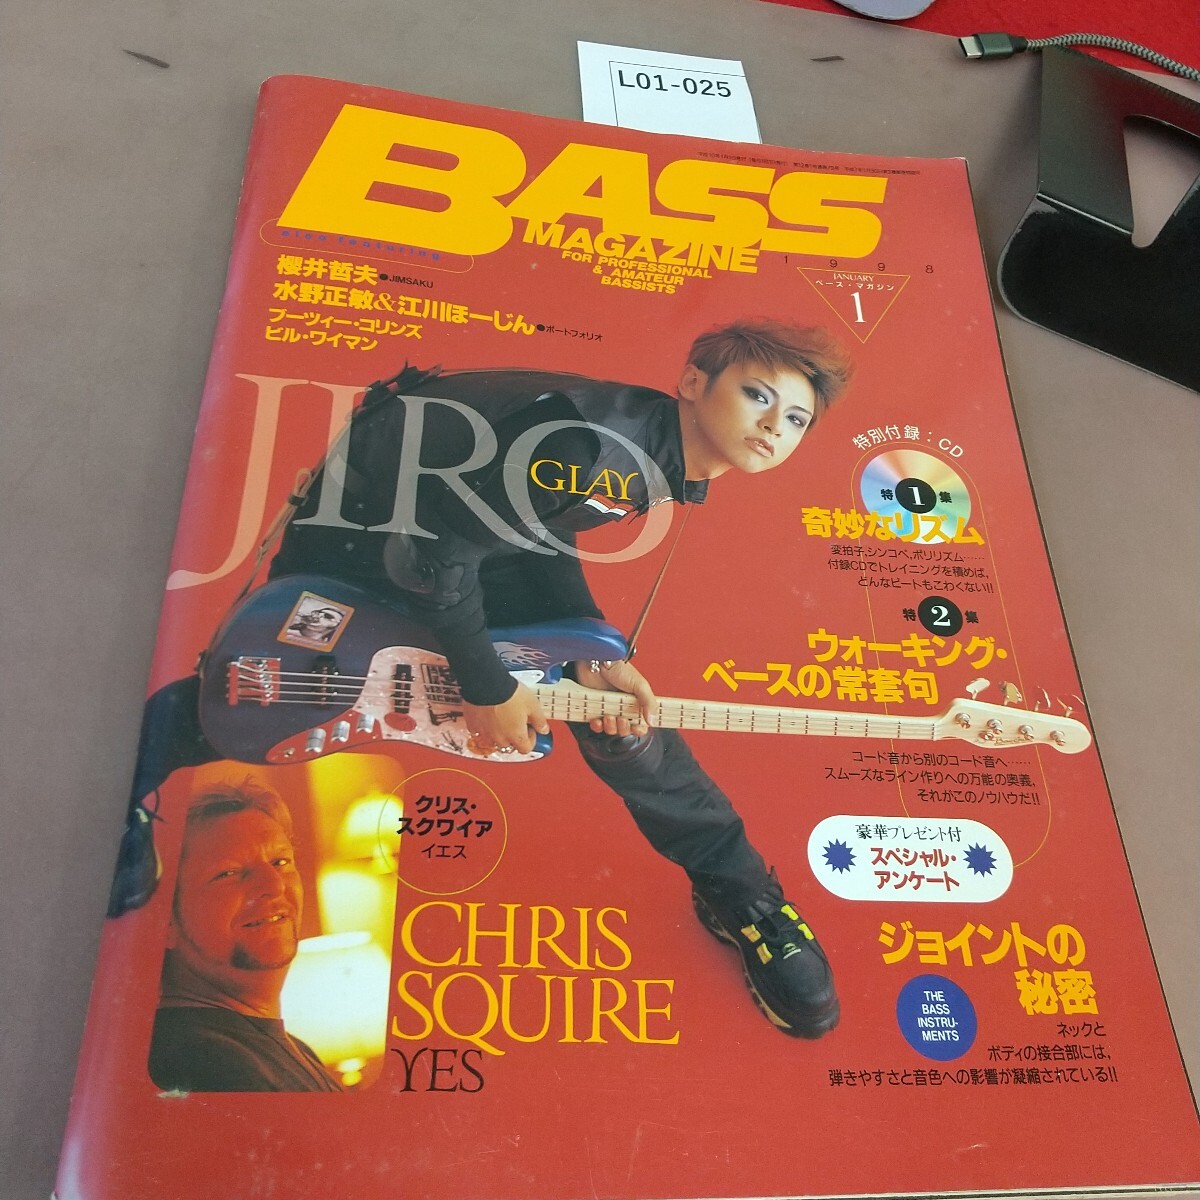 L01-025
BASS
MAGAZINE
FOR PROFESSIONAL
& AMATEUR
BASSISTS
1998
JANUARY
ベース・マガジン
1
also featuring
櫻井哲夫●JIMSAKU
水野正敏&江川ほーじん●ポートフォリオ
ブーツィー・コリンズ
ビル・ワイマン
JIRO
GLAY
特別付録:CD
特1集
奇妙なリズム
変拍子、シンコペ、ポリリズム……
付録CDでトレイニングを積めば、
どんなビートもこわくない!!
特2集
ウォーキング・
ベースの常套句
コード音から別のコード音へ……
スムーズなライン作りへの万能の奥義、
それがこのノウハウだ!!
豪華プレゼント付
スペシャル・
アンケート
クリス・
スクワイア
イエス
CHRIS
SQUIRE
YES
ジョイントの
秘密
THE
BASS
INSTRU-
MENTS
ネックと
ボディの接合部には、
弾きやすさと音色への影響が凝縮されている!!